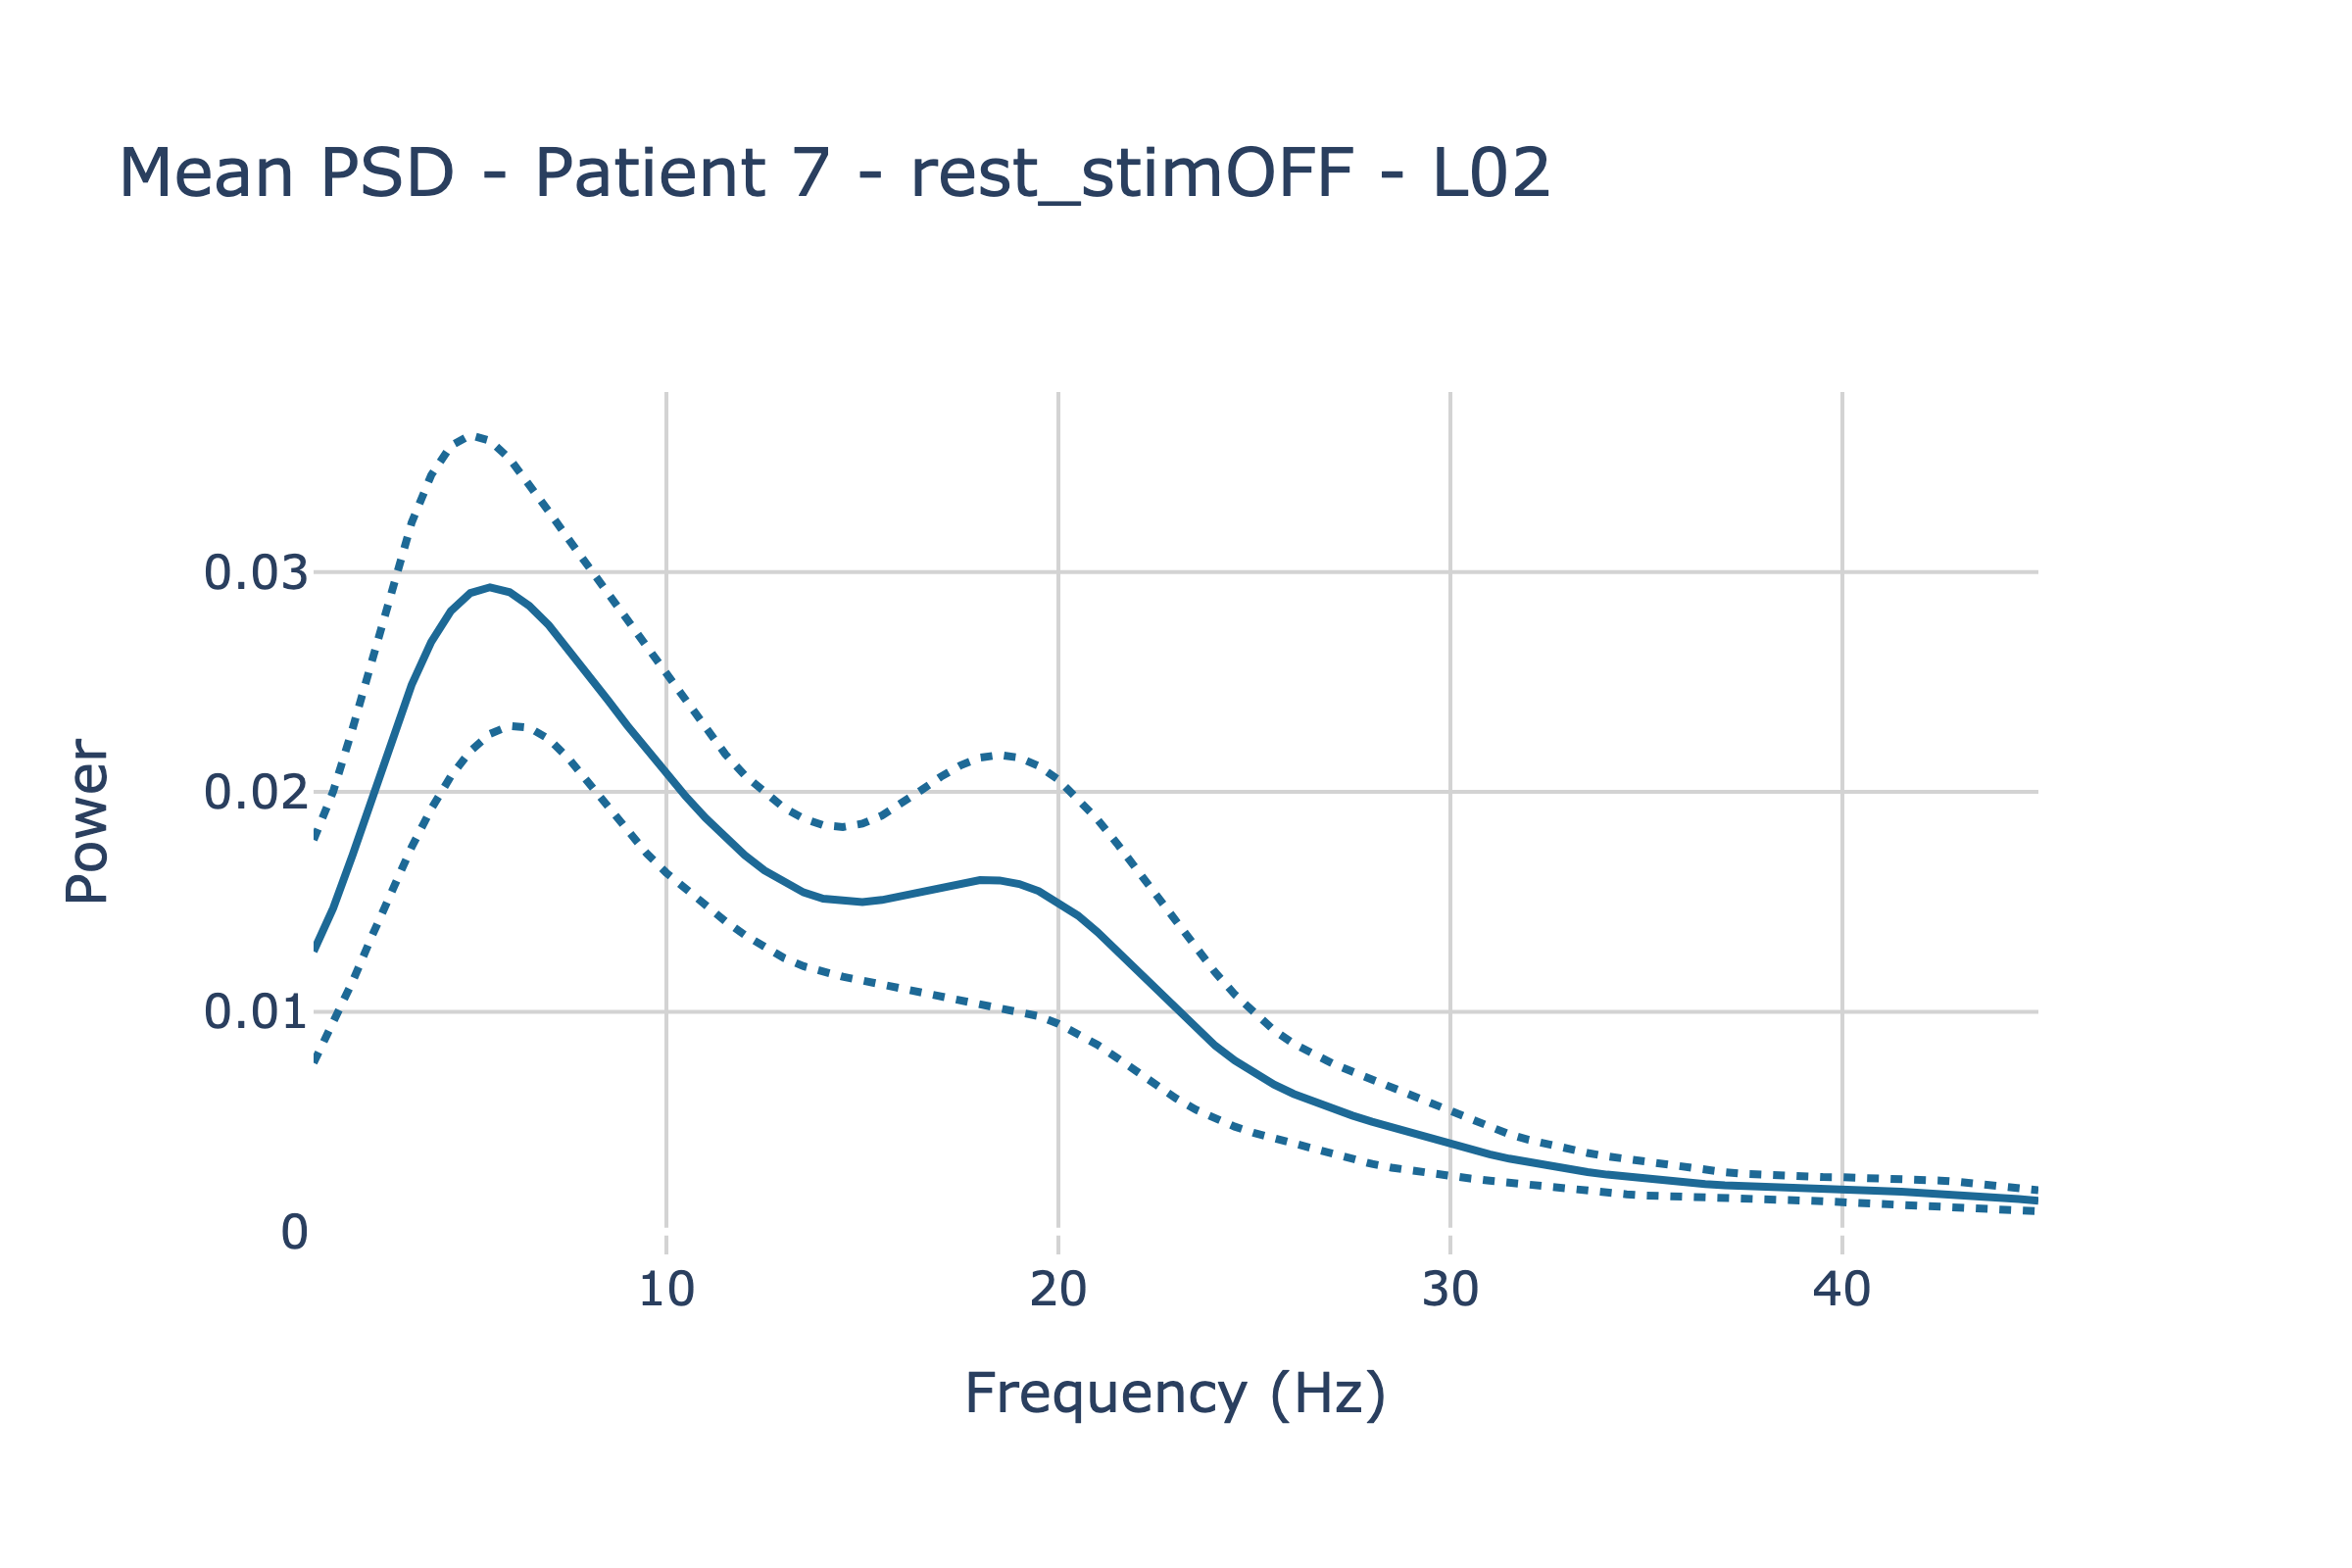 Mean PSD - Patient 7 - rest_stimOFF - L02
0.03
0.02
0.01
0
Power
10 20 30 40
Frequency (Hz)